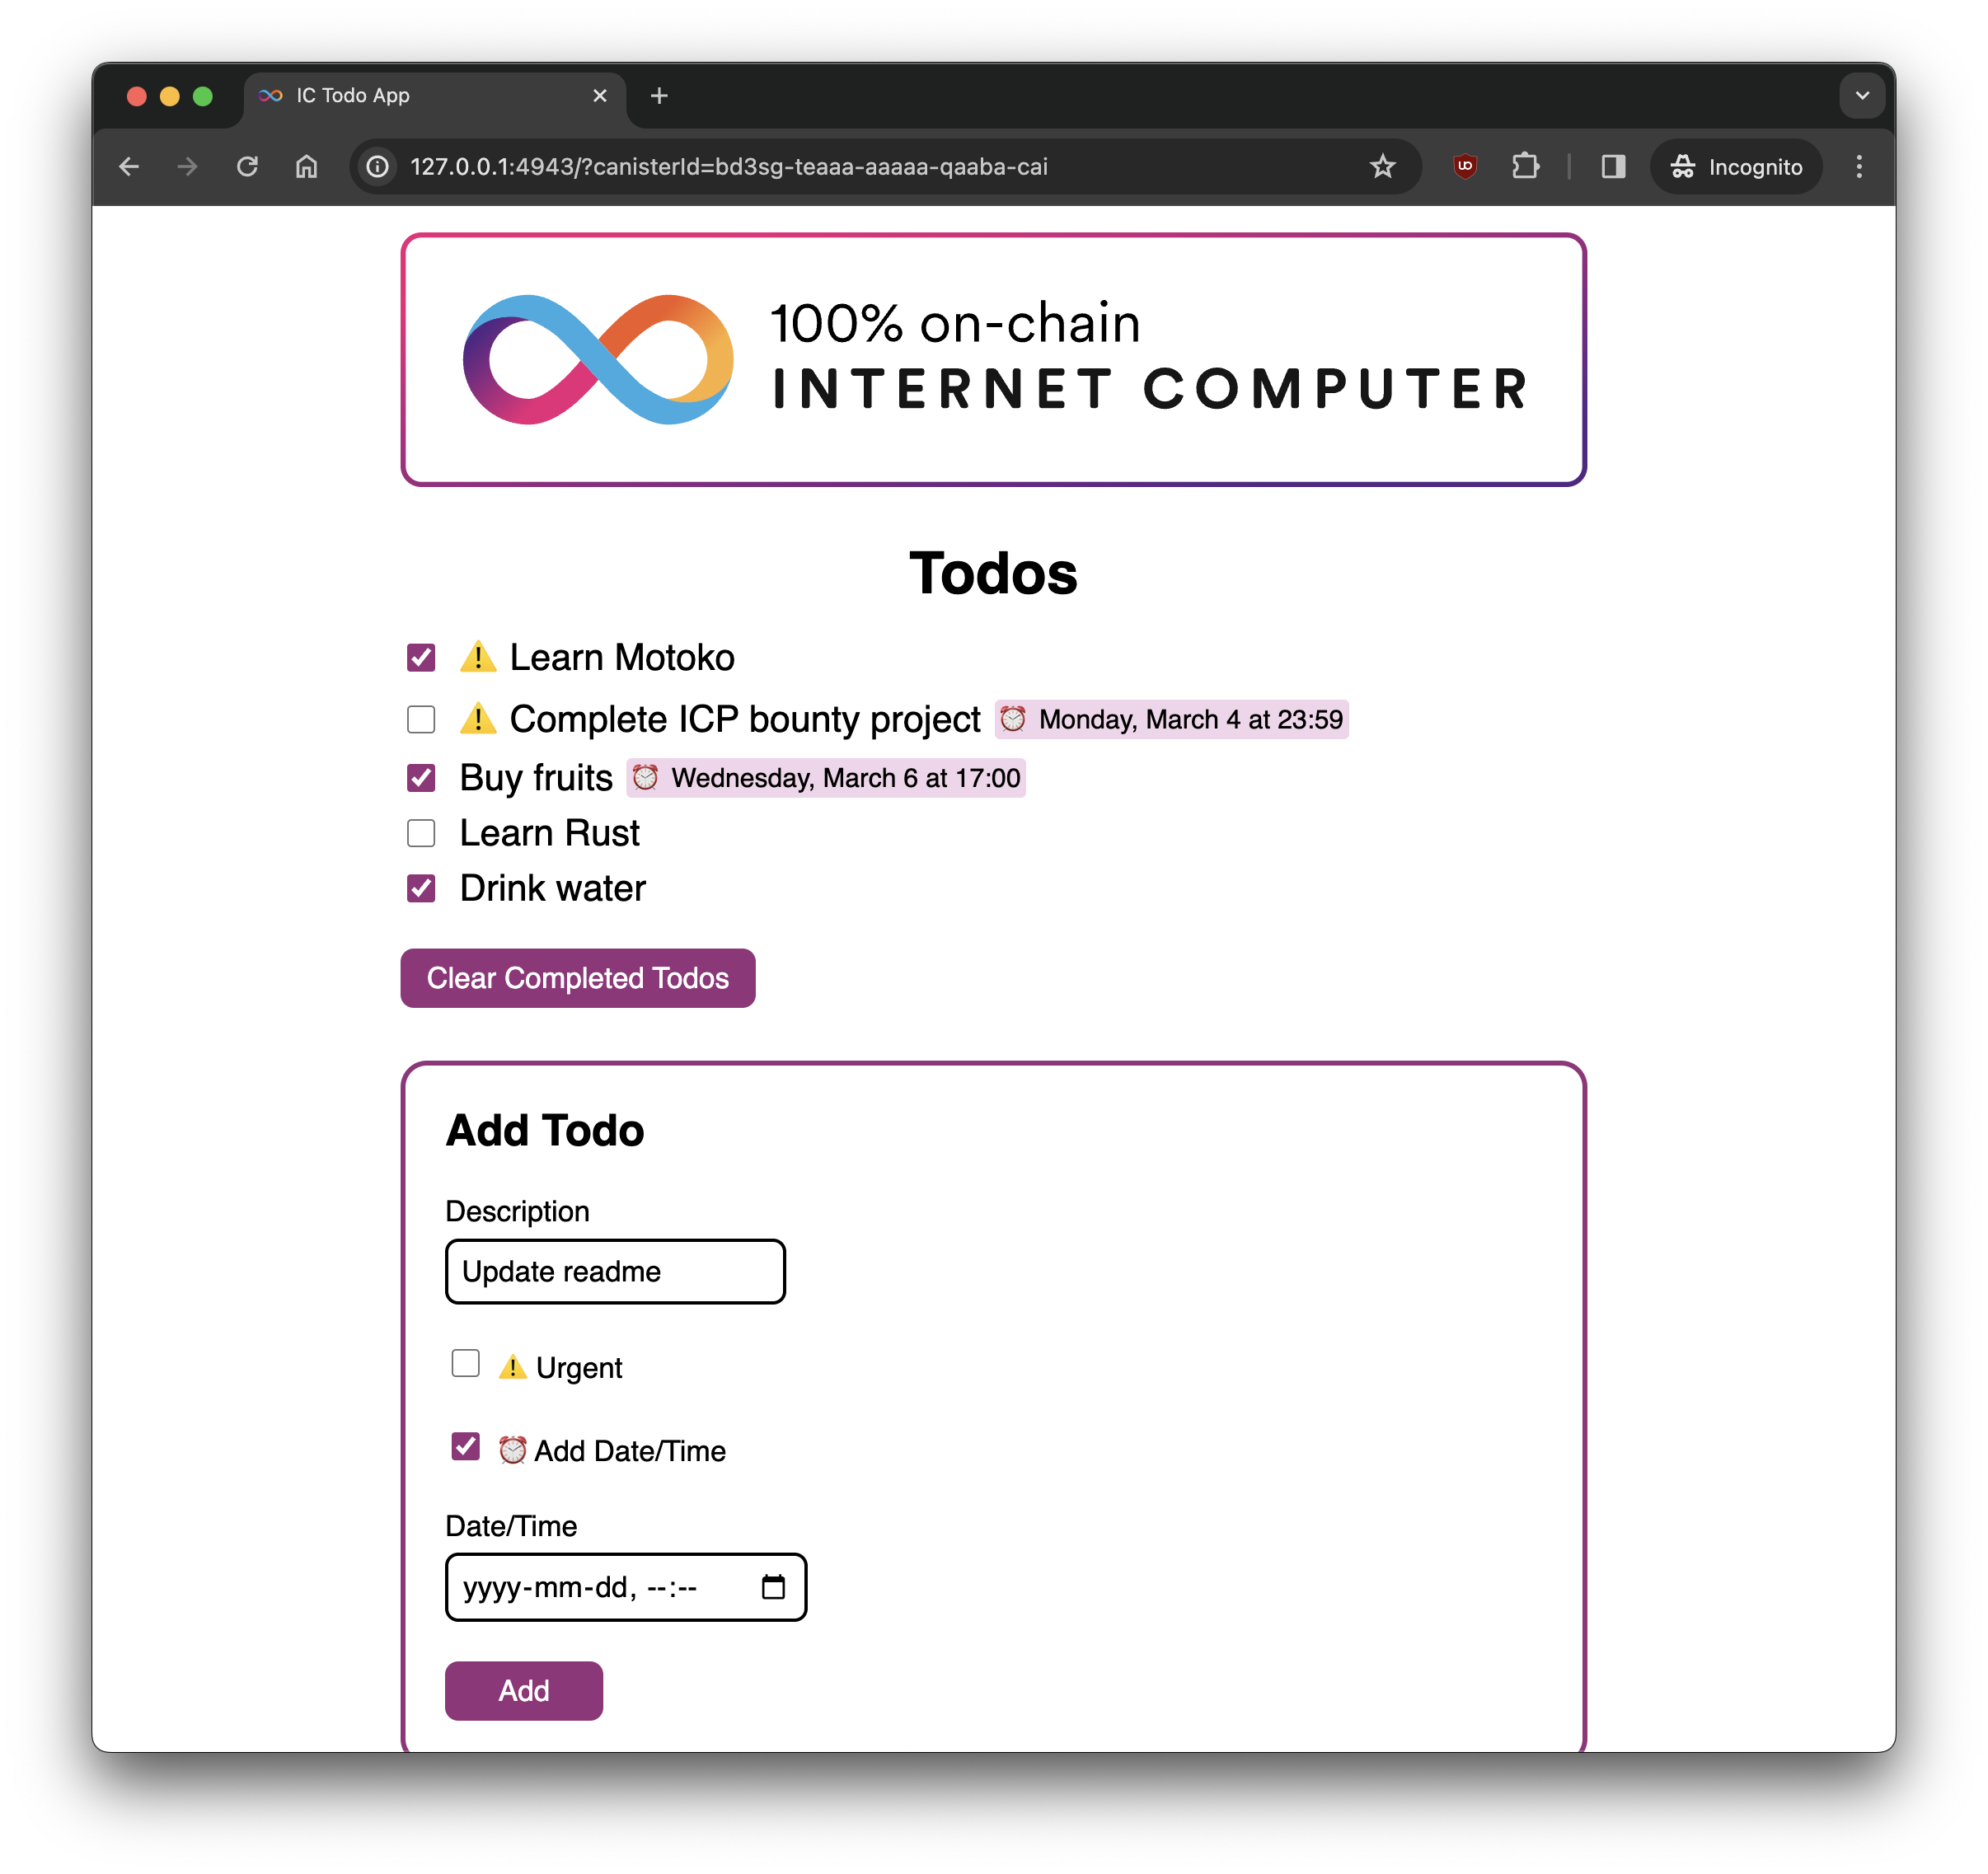 IC Todo App
127.0.0.1:4943/?canisterId=bd3sg-teaaa-aaaaa-qaaba-cai
Incognito
100% on-chain
INTERNET COMPUTER
Todos
⚠️ Learn Motoko
⚠️ Complete ICP bounty project ⏰ Monday, March 4 at 23:59
Buy fruits ⏰ Wednesday, March 6 at 17:00
Learn Rust
Drink water
Clear Completed Todos
Add Todo
Description
Update readme
⚠️ Urgent
⏰ Add Date/Time
Date/Time
yyyy-mm-dd, --:--
Add